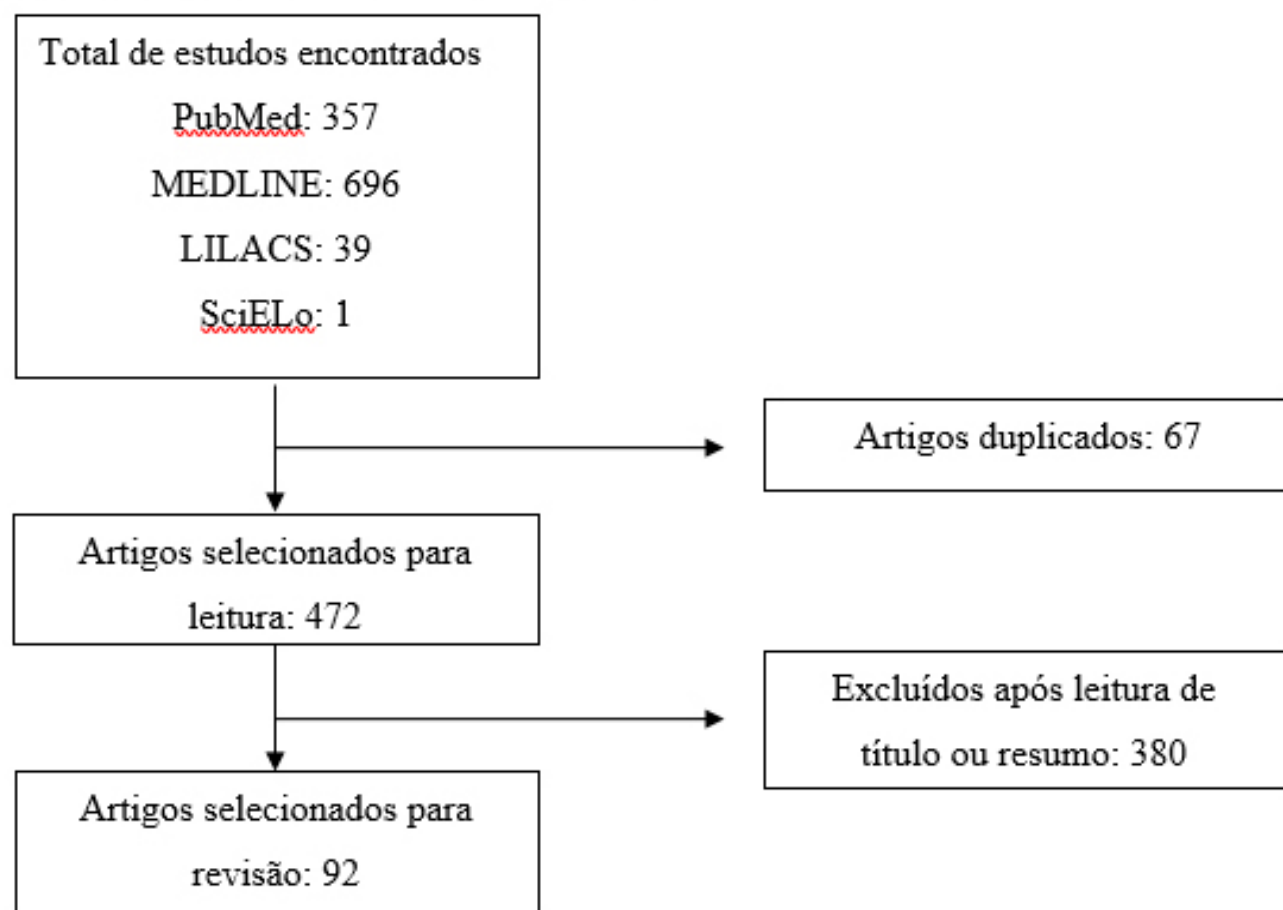 Total de estudos encontrados
PubMed: 357
MEDLINE: 696
LILACS: 39
SciELo: 1
Artigos duplicados: 67
Artigos selecionados para
leitura: 472
Excluídos após leitura de
título ou resumo: 380
Artigos selecionados para
revisão: 92